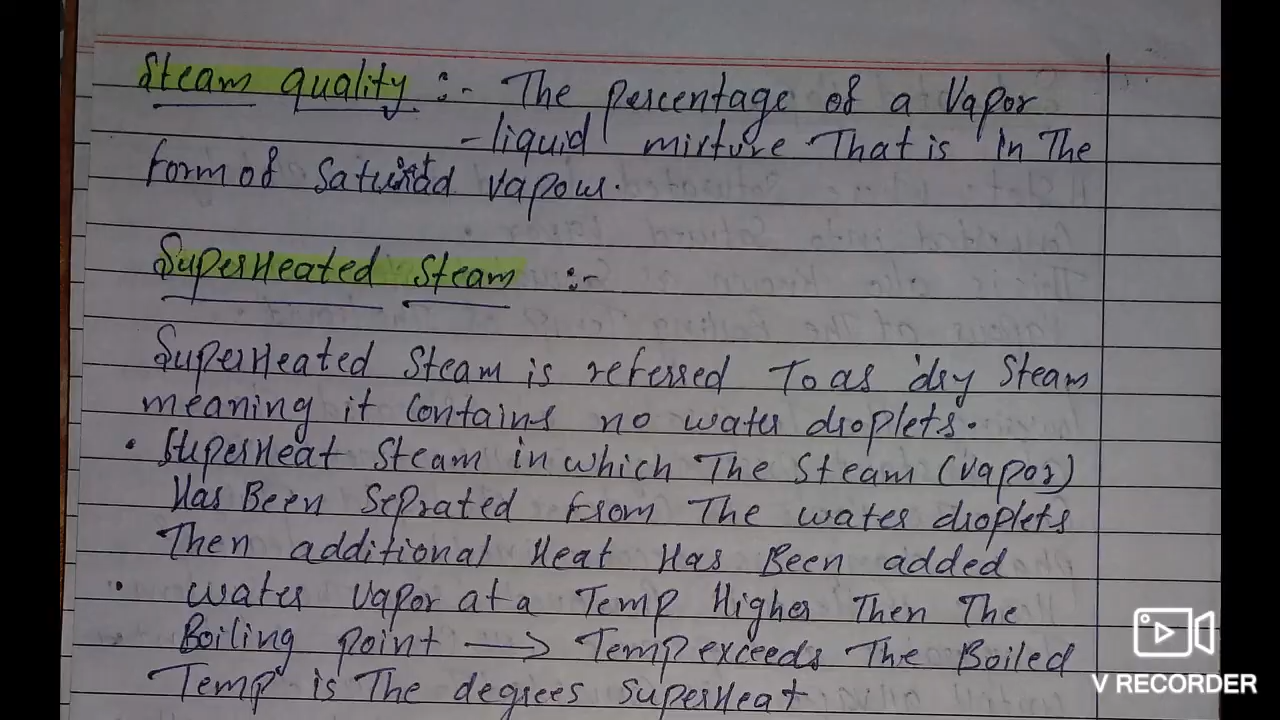 Steam quality :- The percentage of a Vapor
-liquid mixture That is in The
form of Saturatd vapour.
Superheated Steam :-
Superheated Steam is referred To as dry Steam
meaning it contains no water droplets.
• Superheat Steam in which The Steam (vapor)
Has Been Seprated from The water droplets
Then additional Heat Has Been added
• water vapor at a Temp Higher Then The
Boiling point → Temp exceeds The Boiled
Temp is The degrees Superheat
V RECORDER